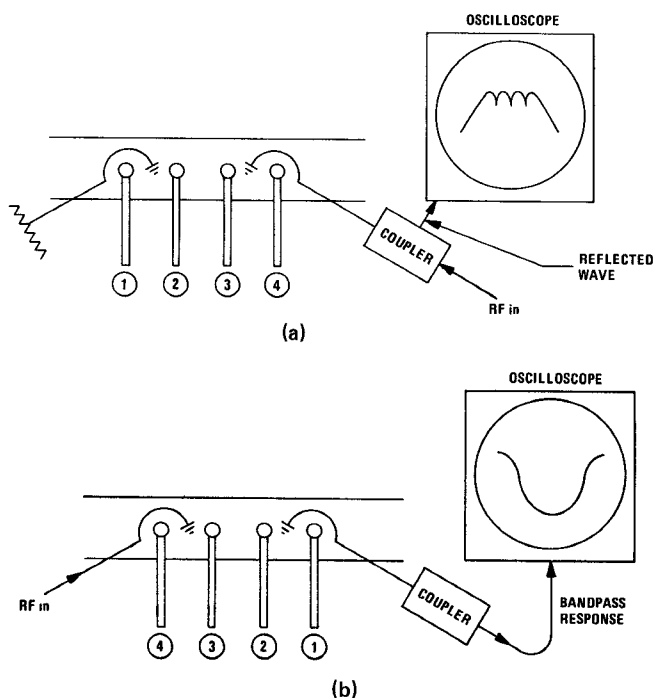 OSCILLOSCOPE
COUPLER
REFLECTED
WAVE
RF in
1 2 3 4
(a)
OSCILLOSCOPE
RF in
COUPLER
BANDPASS
RESPONSE
4 3 2 1
(b)